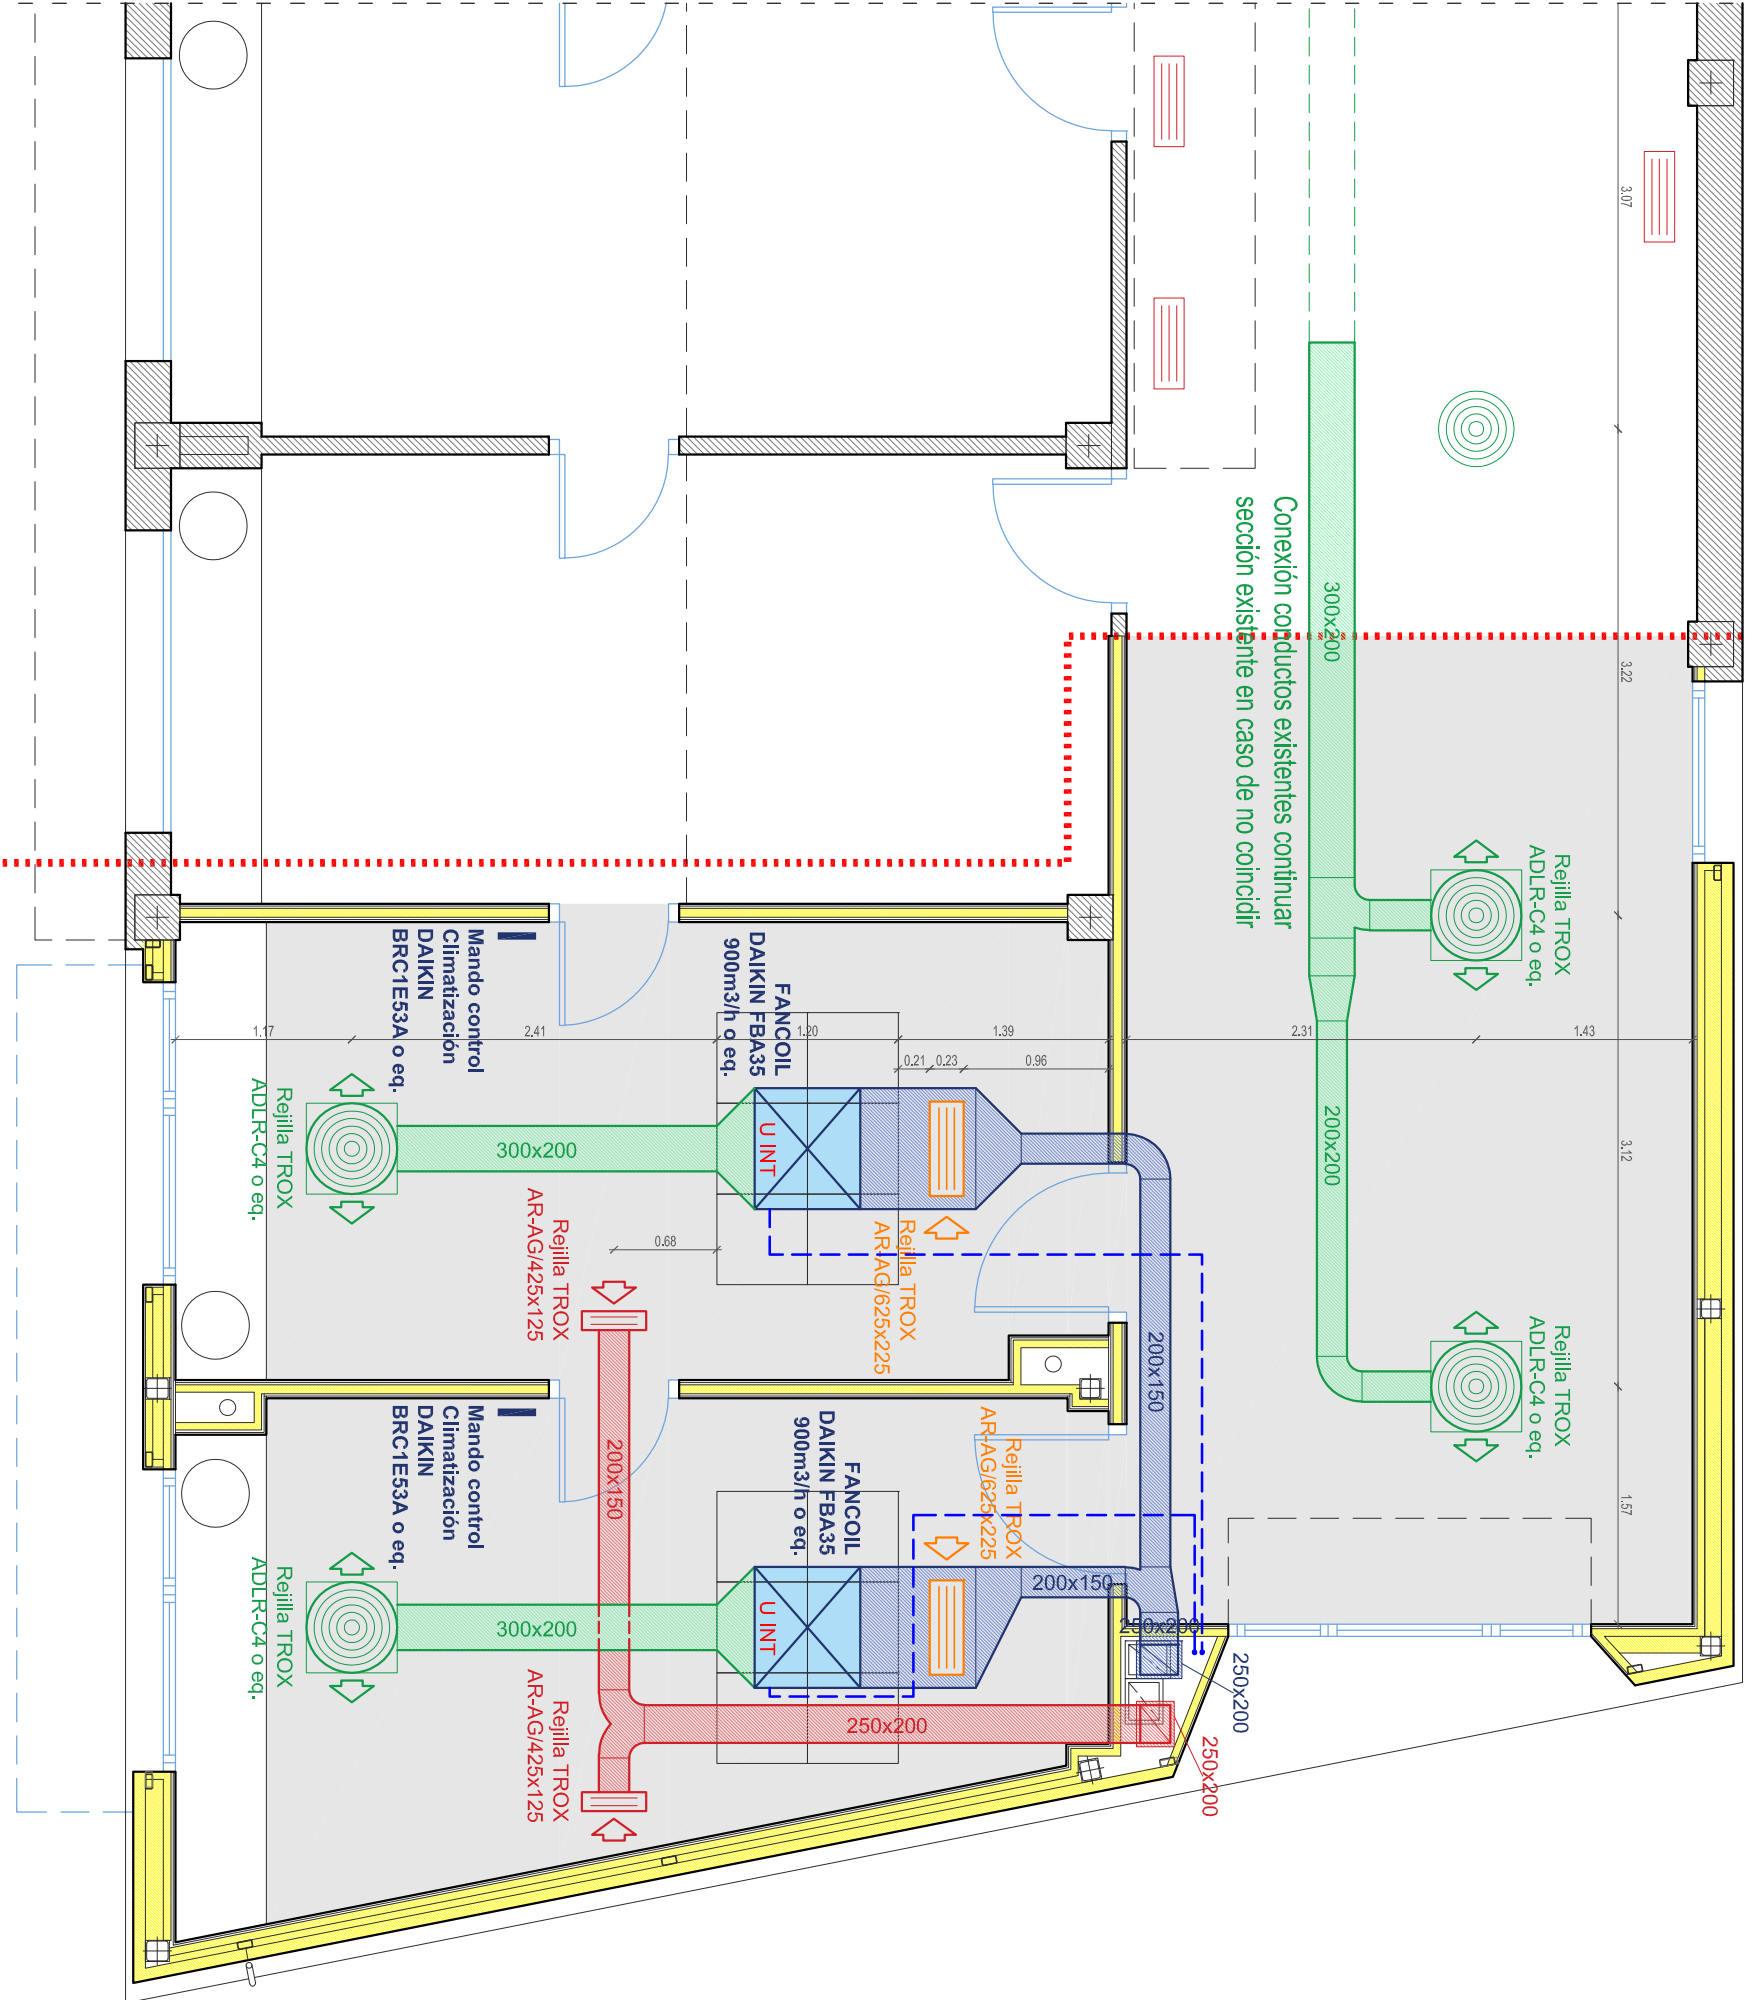 3.07
300x200
Conexión conductos existentes continuar
sección existente en caso de no coincidir
3.22
Rejilla TROX
ADLR-C4 o eq.
200x200
3.12
Rejilla TROX
ADLR-C4 o eq.
1.57
1.17
2.41
1.20
1.39
2.31
1.43
0.21
0.23
0.96
0.68
Mando control
Climatización
DAIKIN
BRC1E53A o eq.
FANCOIL
DAIKIN FBA35
900m3/h o eq.
U INT
300x200
Rejilla TROX
ADLR-C4 o eq.
Rejilla TROX
AR-AG/425x125
Rejilla TROX
AR-AG/625x225
200x150
Mando control
Climatización
DAIKIN
BRC1E53A o eq.
200x150
FANCOIL
DAIKIN FBA35
900m3/h o eq.
Rejilla TROX
AR-AG/625x225
U INT
300x200
200x150
250x200
250x200
250x200
250x200
Rejilla TROX
ADLR-C4 o eq.
Rejilla TROX
AR-AG/425x125